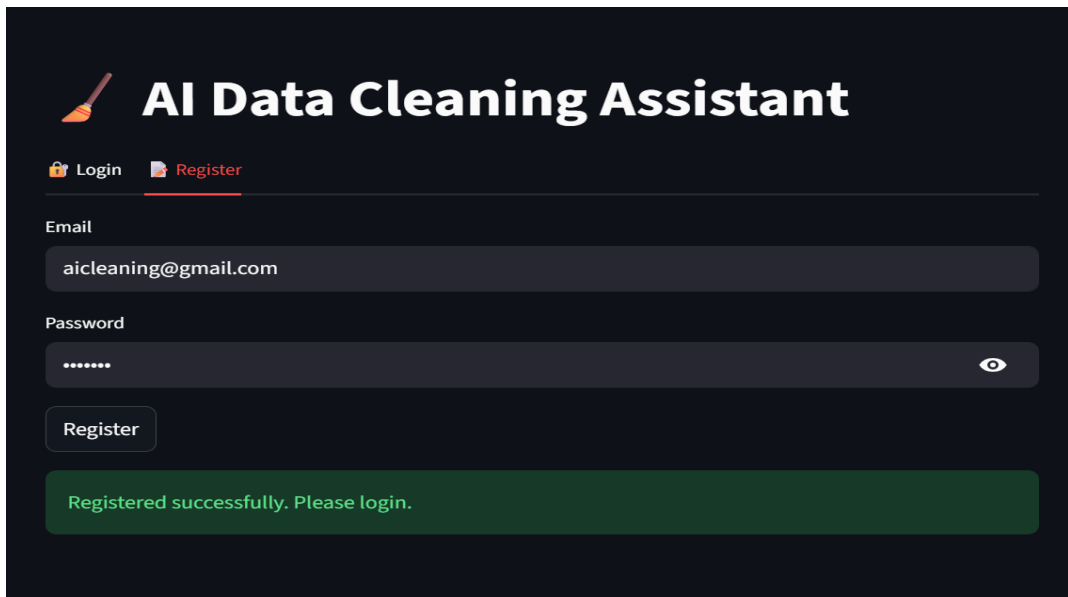 AI Data Cleaning Assistant
Login Register
Email
aicleaning@gmail.com
Password
•••••••
Register
Registered successfully. Please login.